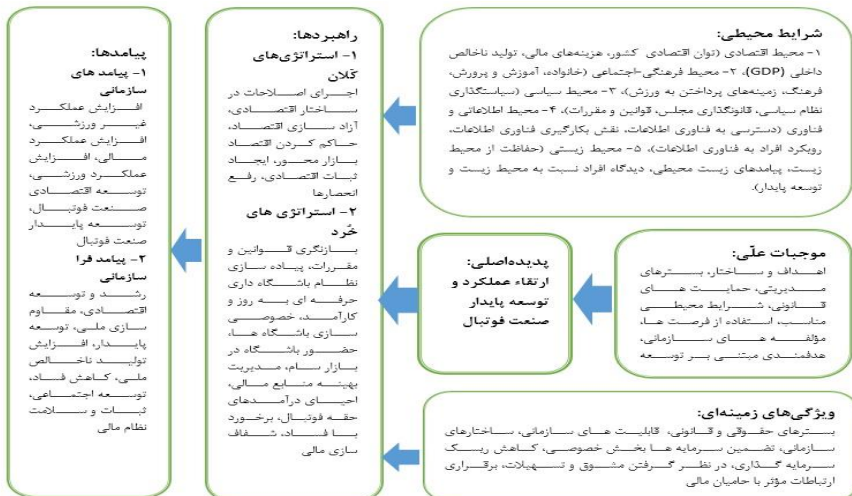 شرایط محیطی:
۱- محیط اقتصادی (توان اقتصادی کشور، هزینه‌های مالی، تولید ناخالص
داخلی (GDP)، ۲- محیط فرهنگی-اجتماعی (خانواده، آموزش و پرورش،
فرهنگ، زمینه‌های پرداختن به ورزش)، ۳- محیط سیاسی (سیاستگذاری
نظام سیاسی، قانونگذاری مجلس، قوانین و مقررات)، ۴- محیط اطلاعاتی و
فناوری (دسترسی به فناوری اطلاعات، نقش بکارگیری فناوری اطلاعات،
رویکرد افراد به فناوری اطلاعات)، ۵- محیط زیستی (حفاظت از محیط
زیست، پیامدهای زیست محیطی، دیدگاه افراد نسبت به محیط زیست و
توسعه پایدار).
موجبات علّی:
اهداف و ساختار، بسترهای
مدیریتی، حمایت های
قانونی، شرایط محیطی
مناسب، استفاده از فرصت ها،
مؤلفه های سازمانی،
هدفمندی مبتنی بر توسعه
پدیده‌اصلی:
ارتقاء عملکرد و
توسعه پایدار
صنعت فوتبال
ویژگی‌های زمینه‌ای:
بسترهای حقوقی و قانونی، قابلیت های سازمانی، ساختارهای
سازمانی، تضمین سرمایه ها بخش خصوصی، کاهش ریسک
سرمایه گذاری، در نظر گرفتن مشوق و تسهیلات، برقراری
ارتباطات مؤثر با حامیان مالی
راهبردها:
۱- استراتژی‌های
کلان
اجرای اصلاحات در
ساختار اقتصادی،
آزاد سازی اقتصاد،
حاکم کردن اقتصاد
بازار محور، ایجاد
ثبات اقتصادی، رفع
انحصارها
۲- استراتژی های
خُرد
بازنگری قوانین و
مقررات، پیاده سازی
نظام باشگاه داری
حرفه ای به روز و
کارآمد، خصوصی
سازی باشگاه ها،
حضور باشگاه در
بازار سهام، مدیریت
بهینه منابع مالی،
احیای درآمدهای
حقه فوتبال، برخورد
با فساد، شفاف
سازی مالی
پیامدها:
۱- پیامد های
سازمانی
افزایش عملکرد
غیر ورزشی،
افزایش عملکرد
مالی، افزایش
عملکرد ورزشی،
توسعه اقتصادی
صنعت فوتبال،
توسعه پایدار
صنعت فوتبال
۲- پیامد فرا
سازمانی
رشد و توسعه
اقتصادی، مقاوم
سازی ملی، توسعه
پایدار، افزایش
تولید ناخالص
ملی، کاهش فساد،
توسعه اجتماعی،
ثبات و سلامت
نظام مالی